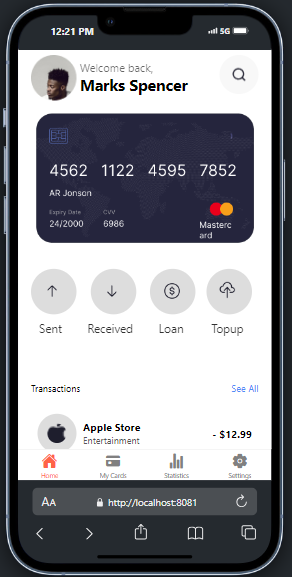 12:21 PM
5G
Welcome back,
Marks Spencer
4562 1122 4595 7852
AR Jonson
Expiry Date CVV
24/2000 6986
Masterc
ard
Sent Received Loan Topup
Transactions See All
Apple Store
Entertainment
- $12.99
Home My Cards Statistics Settings
AA http://localhost:8081